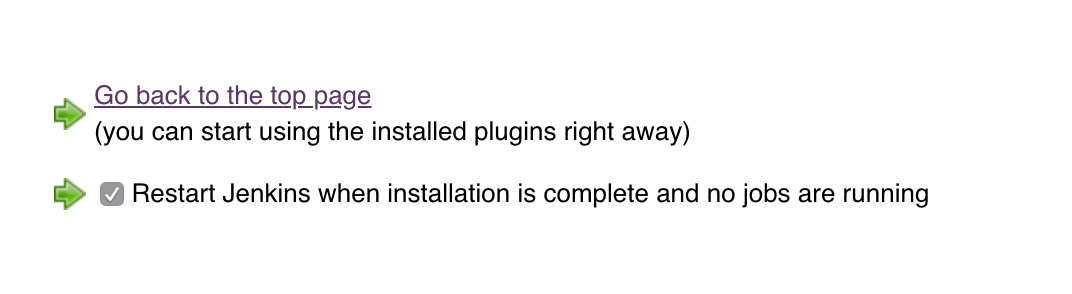 Go back to the top page
(you can start using the installed plugins right away)
Restart Jenkins when installation is complete and no jobs are running